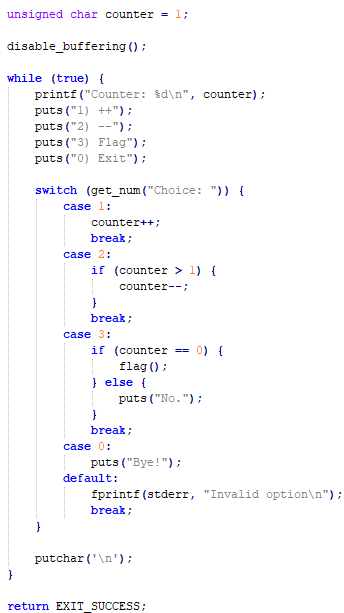 unsigned char counter = 1;
disable_buffering();
while (true) {
printf("Counter: %d\n", counter);
puts("1) ++");
puts("2) --");
puts("3) Flag");
puts("0) Exit");
switch (get_num("Choice: ")) {
case 1:
counter++;
break;
case 2:
if (counter > 1) {
counter--;
}
break;
case 3:
if (counter == 0) {
flag();
} else {
puts("No.");
}
break;
case 0:
puts("Bye!");
default:
fprintf(stderr, "Invalid option\n");
break;
}
putchar('\n');
}
return EXIT_SUCCESS;